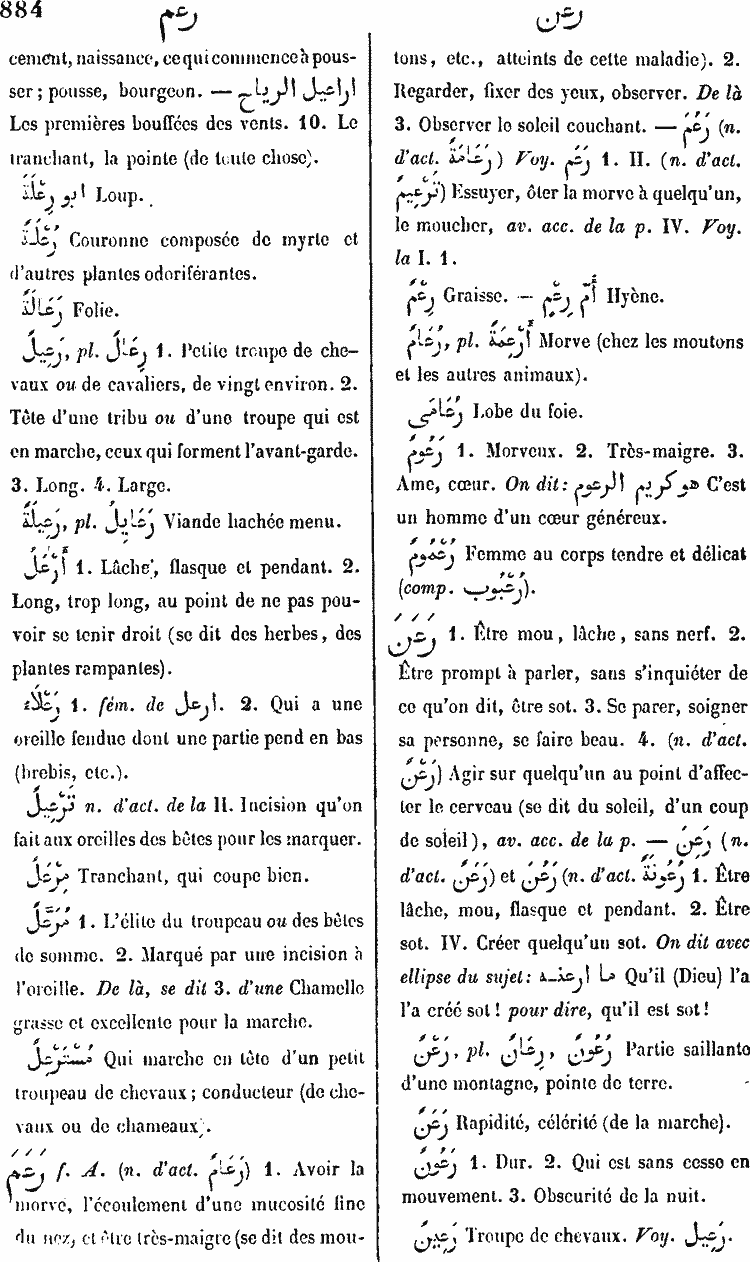 884
رعم
رعن
cement, naissance, ce qui commence à pous-
ser; pousse, bourgeon. — اراعيل الرياح
Les premières bouffées des vents. 10. Le
tranchant, la pointe (de toute chose).
ابو رِعْلَةَ Loup.
رَعْلَةٌ Couronne composée de myrte et
d'autres plantes odoriférantes.
رَعَالَةٌ Folie.
رَعِيلٌ, pl. رِعَالٌ 1. Petite troupe de che-
vaux ou de cavaliers, de vingt environ. 2.
Tête d'une tribu ou d'une troupe qui est
en marche, ceux qui forment l'avant-garde.
3. Long. 4. Large.
رَعِيلَةٌ, pl. رَعَايِلُ Viande hachée menu.
أَرْعَلُ 1. Lâche, flasque et pendant. 2.
Long, trop long, au point de ne pas pou-
voir se tenir droit (se dit des herbes, des
plantes rampantes).
رَعْلَاءُ 1. fém. de ارعل. 2. Qui a une
oreille fendue dont une partie pend en bas
(brebis, etc.).
تَرْعِيلٌ n. d'act. de la II. Incision qu'on
fait aux oreilles des bêtes pour les marquer.
مِرْعَلٌ Tranchant, qui coupe bien.
مُرَعَّلٌ 1. L'élite du troupeau ou des bêtes
de somme. 2. Marqué par une incision à
l'oreille. De là, se dit 3. d'une Chamelle
grasse et excellente pour la marche.
مُسْتَرْعِلٌ Qui marche en tête d'un petit
troupeau de chevaux; conducteur (de che-
vaux ou de chameaux).
رَعَمَ f. A. (n. d'act. رُعَامٌ) 1. Avoir la
morve, l'écoulement d'une mucosité fine
du nez, et être très-maigre (se dit des mou-
tons, etc., atteints de cette maladie). 2.
Regarder, fixer des yeux, observer. De là
3. Observer le soleil couchant. — رَعُمَ (n.
d'act. رُعَامَةٌ) Voy. رَعَمَ 1. II. (n. d'act.
تَرْعِيمٌ) Essuyer, ôter la morve à quelqu'un,
le moucher, av. acc. de la p. IV. Voy.
la I. 1.
رِعْمٌ Graisse. — أُمُّ رِعْمٍ Hyène.
رُعَامٌ, pl. أَرْعِمَةٌ Morve (chez les moutons
et les autres animaux).
رُعَامَى Lobe du foie.
رَعُومٌ 1. Morveux. 2. Très-maigre. 3.
Ame, cœur. On dit: هو كريم الرعوم C'est
un homme d'un cœur généreux.
رُعْمُومٌ Femme au corps tendre et délicat
(comp. رُعْبُوبٌ).
رَعَنَ 1. Être mou, lâche, sans nerf. 2.
Être prompt à parler, sans s'inquiéter de
ce qu'on dit, être sot. 3. Se parer, soigner
sa personne, se faire beau. 4. (n. d'act.
رَعْنٌ) Agir sur quelqu'un au point d'affec-
ter le cerveau (se dit du soleil, d'un coup
de soleil), av. acc. de la p. — رَعِنَ (n.
d'act. رَعَنٌ) et رَعُنَ (n. d'act. رُعُونَةٌ 1. Être
lâche, mou, flasque et pendant. 2. Être
sot. IV. Créer quelqu'un sot. On dit avec
ellipse du sujet: ما ارعنه Qu'il (Dieu) l'a
l'a créé sot! pour dire, qu'il est sot!
رَعْنٌ, pl. رِعَانٌ, رُعُونٌ Partie saillante
d'une montagne, pointe de terre.
رَعَنٌ Rapidité, célérité (de la marche).
رَعُونٌ 1. Dur. 2. Qui est sans cesse en
mouvement. 3. Obscurité de la nuit.
رَعِينٌ Troupe de chevaux. Voy. رَعِيلٌ.